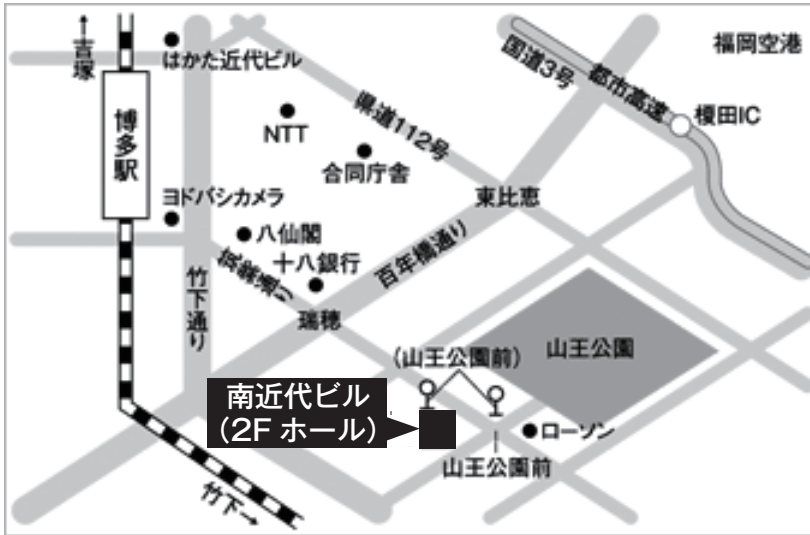 ←吉塚
はかた近代ビル
博多駅
NTT
合同庁舎
県道112号
国道3号
都市高速
福岡空港
榎田IC
ヨドバシカメラ
八仙閣
十八銀行
竹下通り
瑞穂
百年橋通り
東比恵
山王公園
(山王公園前)
南近代ビル
(2F ホール)
ローソン
山王公園前
竹下→